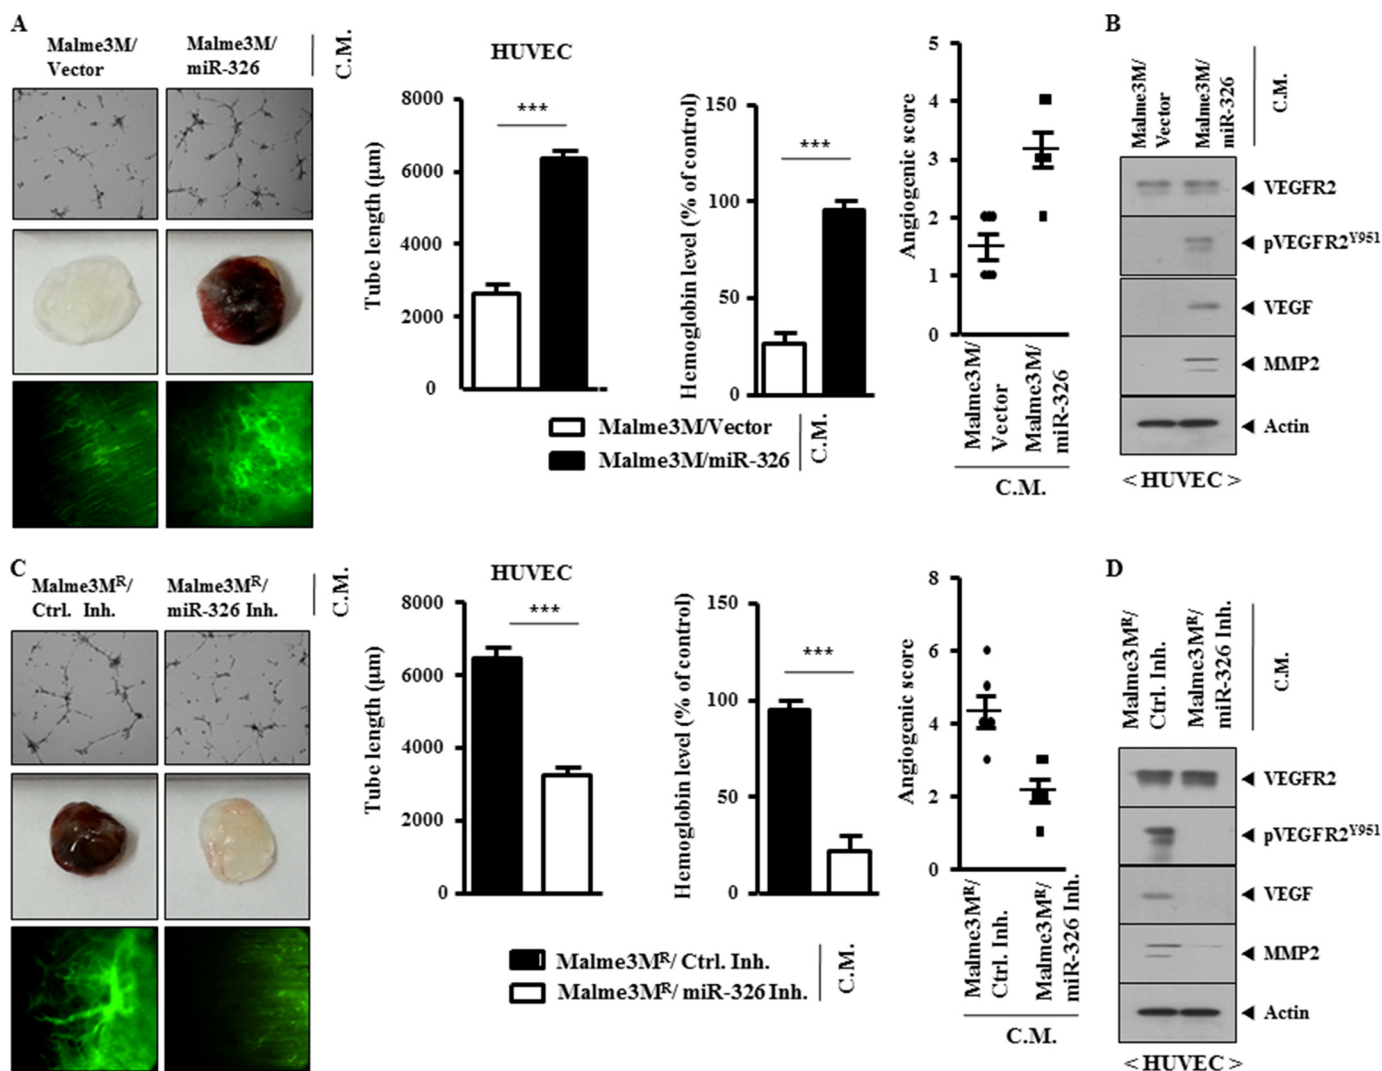 A
Malme3M/
Vector
Malme3M/
miR-326
C.M.
HUVEC
Tube length (µm)
8000
6000
4000
2000
0
***
Hemoglobin level (% of control)
150
100
50
0
***
Malme3M/Vector
Malme3M/miR-326
C.M.
Angiogenic score
5
4
3
2
1
0
Malme3M/
Vector
Malme3M/
miR-326
C.M.
B
Malme3M/
Vector
Malme3M/
miR-326
C.M.
VEGFR2
pVEGFR2Y951
VEGF
MMP2
Actin
< HUVEC >
C
Malme3MR/
Ctrl. Inh.
Malme3MR/
miR-326 Inh.
C.M.
HUVEC
Tube length (µm)
8000
6000
4000
2000
0
***
Hemoglobin level (% of control)
150
100
50
0
***
Malme3MR/ Ctrl. Inh.
Malme3MR/ miR-326 Inh.
C.M.
Angiogenic score
8
6
4
2
0
Malme3MR/
Ctrl. Inh.
Malme3MR/
miR-326 Inh.
C.M.
D
Malme3MR/
Ctrl. Inh.
Malme3MR/
miR-326 Inh.
C.M.
VEGFR2
pVEGFR2Y951
VEGF
MMP2
Actin
< HUVEC >